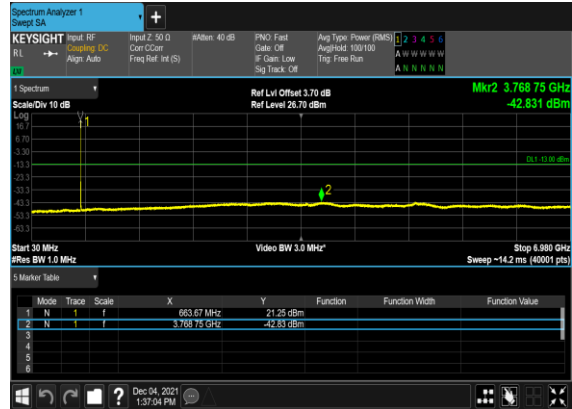 Spectrum Analyzer 1
Swept SA
+
KEYSIGHT Input: RF Input Z: 50 Ω #Atten: 40 dB PNO: Fast Avg Type: Power (RMS) 1 2 3 4 5 6
RL Coupling: DC Corr CCorr Gate: Off Avg|Hold: 100/100 A W W W W W
Align: Auto Freq Ref: Int (S) IF Gain: Low Trig: Free Run
Sig Track: Off A N N N N N
1 Spectrum Ref Lvl Offset 3.70 dB Mkr2 3.768 75 GHz
Scale/Div 10 dB Ref Level 26.70 dBm -42.831 dBm
Log
16.7
1
6.70
-3.30
-13.3 DL1 -13.00 dBm
-23.3
-33.3
2
-43.3
-53.3
-63.3
Start 30 MHz Video BW 3.0 MHz* Stop 6.980 GHz
#Res BW 1.0 MHz Sweep ~14.2 ms (40001 pts)
5 Marker Table
Mode Trace Scale X Y Function Function Width Function Value
1 N 1 f 663.67 MHz 21.25 dBm
2 N 1 f 3.768 75 GHz -42.83 dBm
3
4
5
6
? Dec 04, 2021
1:37:04 PM